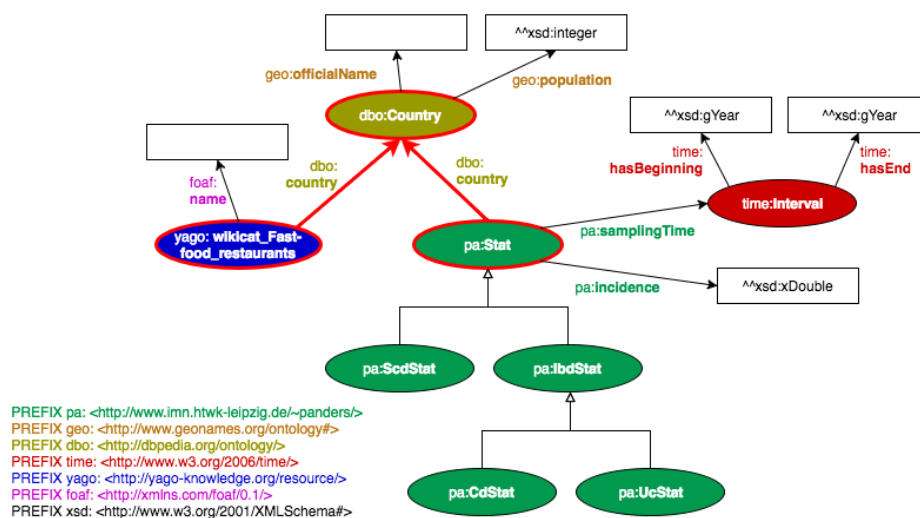 ^^xsd:integer
geo:officialName
geo:population
dbo:Country
^^xsd:gYear
^^xsd:gYear
foaf:
name
dbo:
country
dbo:
country
time:
hasBeginning
time:
hasEnd
time:Interval
yago: wikicat_Fast-
food_restaurants
pa:Stat
pa:samplingTime
pa:incidence
^^xsd:xDouble
pa:ScdStat
pa:IbdStat
pa:CdStat
pa:UcStat
PREFIX pa: <http://www.imn.htwk-leipzig.de/~panders/>
PREFIX geo: <http://www.geonames.org/ontology#>
PREFIX dbo: <http://dbpedia.org/ontology/>
PREFIX time: <http://www.w3.org/2006/time/>
PREFIX yago: <http://yago-knowledge.org/resource/>
PREFIX foaf: <http://xmlns.com/foaf/0.1/>
PREFIX xsd: <http://www.w3.org/2001/XMLSchema#>